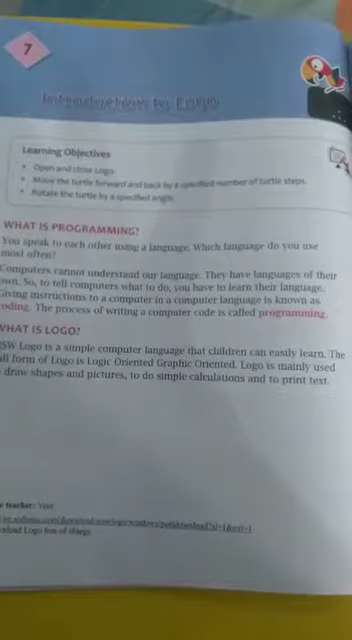 7
Introduction to Logo
Learning Objectives
• Open and close Logo
• Move the turtle forward and back by a specified number of turtle steps.
• Rotate the turtle by a specified angle.
WHAT IS PROGRAMMING?
You speak to each other using a language. Which language do you use
most often?
Computers cannot understand our language. They have languages of their
own. So, to tell computers what to do, you have to learn their language.
Giving instructions to a computer in a computer language is known as
oding. The process of writing a computer code is called programming.
WHAT IS LOGO?
SW Logo is a simple computer language that children can easily learn. The
ll form of Logo is Logic Oriented Graphic Oriented. Logo is mainly used
draw shapes and pictures, to do simple calculations and to print text.
e teacher: Visit
nload Logo free of charge.